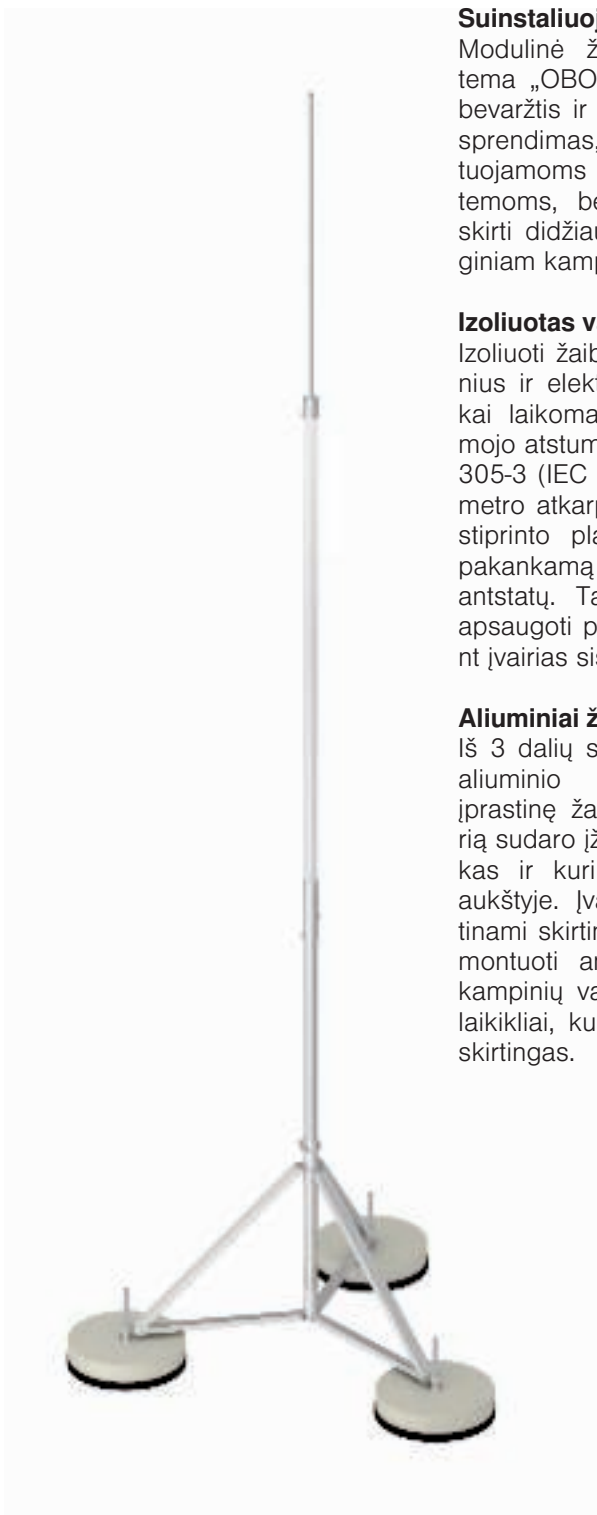 Suinstaliuoj
Modulinė ž
tema „OBO
bevaržtis ir
sprendimas,
tuojamoms
temoms, be
skirti didžiau
giniam kamp

Izoliuotas v
Izoliuoti žaib
nius ir elekt
kai laikoma
mojo atstum
305-3 (IEC
metro atkarp
stiprinto pla
pakankamą
antstatų. Ta
apsaugoti p
nt įvairias sis

Aliuminiai ž
Iš 3 dalių s
aliuminio
įprastinę ža
rią sudaro įž
kas ir kuri
aukštyje. Įva
tinami skirtin
montuoti ar
kampinių va
laikikliai, ku
skirtingas.